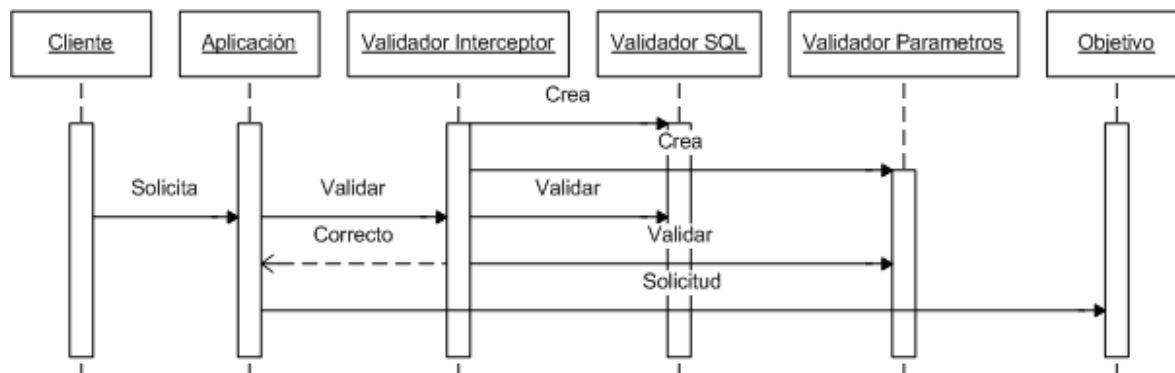 Cliente
Aplicación
Validador Interceptor
Validador SQL
Validador Parametros
Objetivo
Crea
Crea
Solicita
Validar
Validar
Correcto
Validar
Solicitud